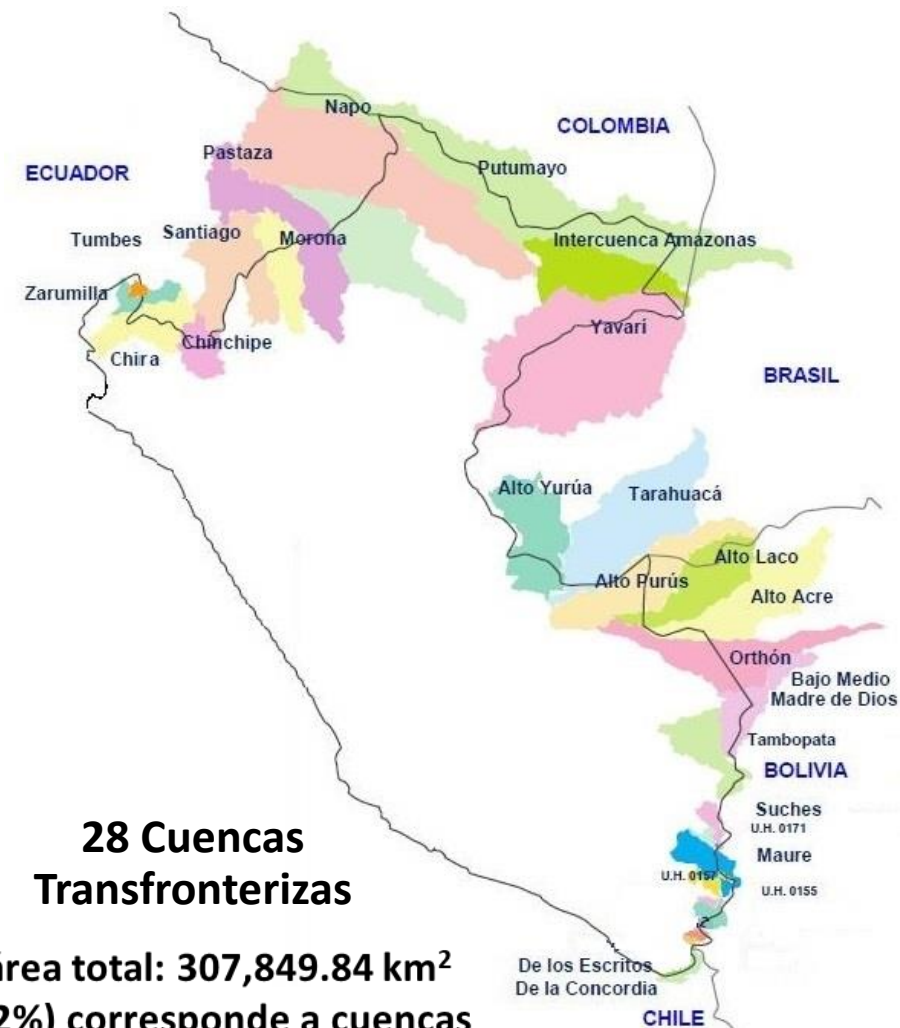 Napo
COLOMBIA
Pastaza
ECUADOR
Putumayo
Santiago
Tumbes
Morona
Intercuenca Amazonas
Zarumilla
Yavarí
Chinchipe
Chira
BRASIL
Alto Yurúa
Tarahuacá
Alto Laco
Alto Purús
Alto Acre
Orthón
Bajo Medio
Madre de Dios
Tambopata
BOLIVIA
Suches
U.H. 0171
Maure
U.H. 0157
U.H. 0155
28 Cuencas
Transfronterizas
área total: 307,849.84 km²
2%) corresponde a cuencas
De los Escritos
De la Concordia
CHILE